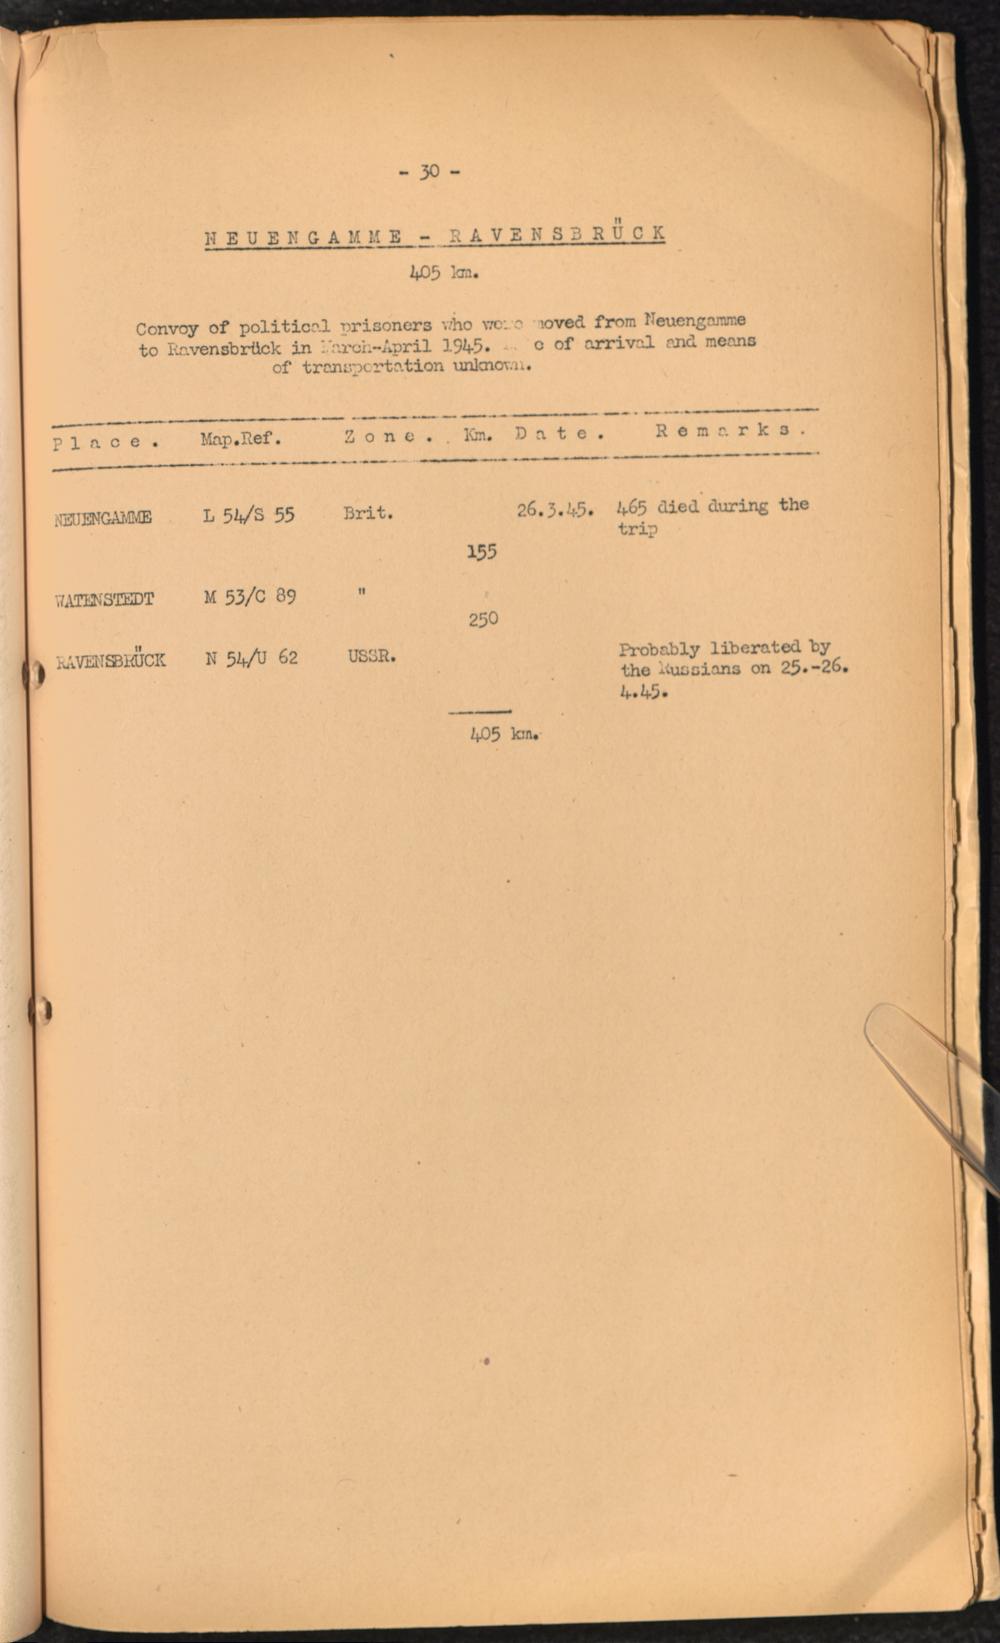 - 30 -
NEUENGAMME - RAVENSBRÜCK
405 km.
Convoy of political prisoners who were moved from Neuengamme
to Ravensbrück in March-April 1945. of arrival and means
of transportation unknown.
Place. Map.Ref. Zone. Km. Date. Remarks.
NEUENGAMME L 54/S 55 Brit. 26.3.45. 465 died during the
trip
155
WATENSTEDT M 53/C 89 "
250
RAVENSBRÜCK N 54/U 62 USSR. Probably liberated by
the Russians on 25.-26.
4.45.
405 km.